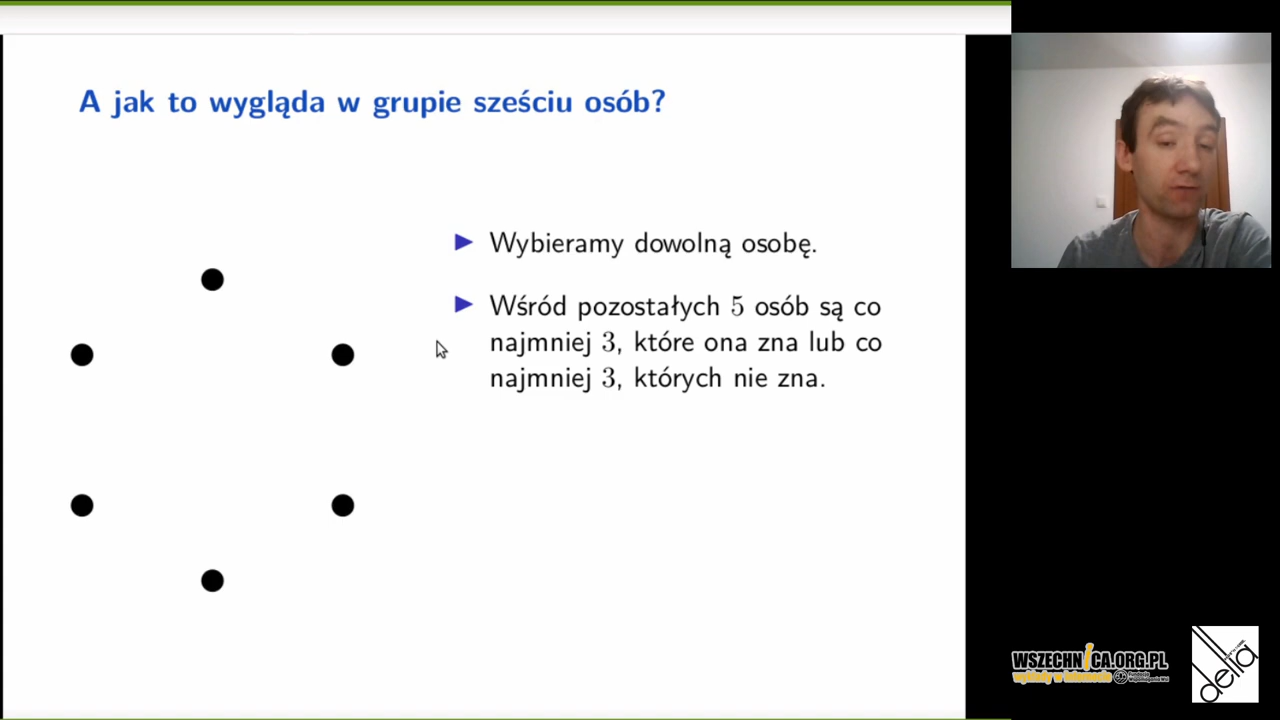 A jak to wygląda w grupie sześciu osób?
Wybieramy dowolną osobę.
Wśród pozostałych 5 osób są co
najmniej 3, które ona zna lub co
najmniej 3, których nie zna.
WSZECHNICA.ORG.PL
wykłady w internecie
delta